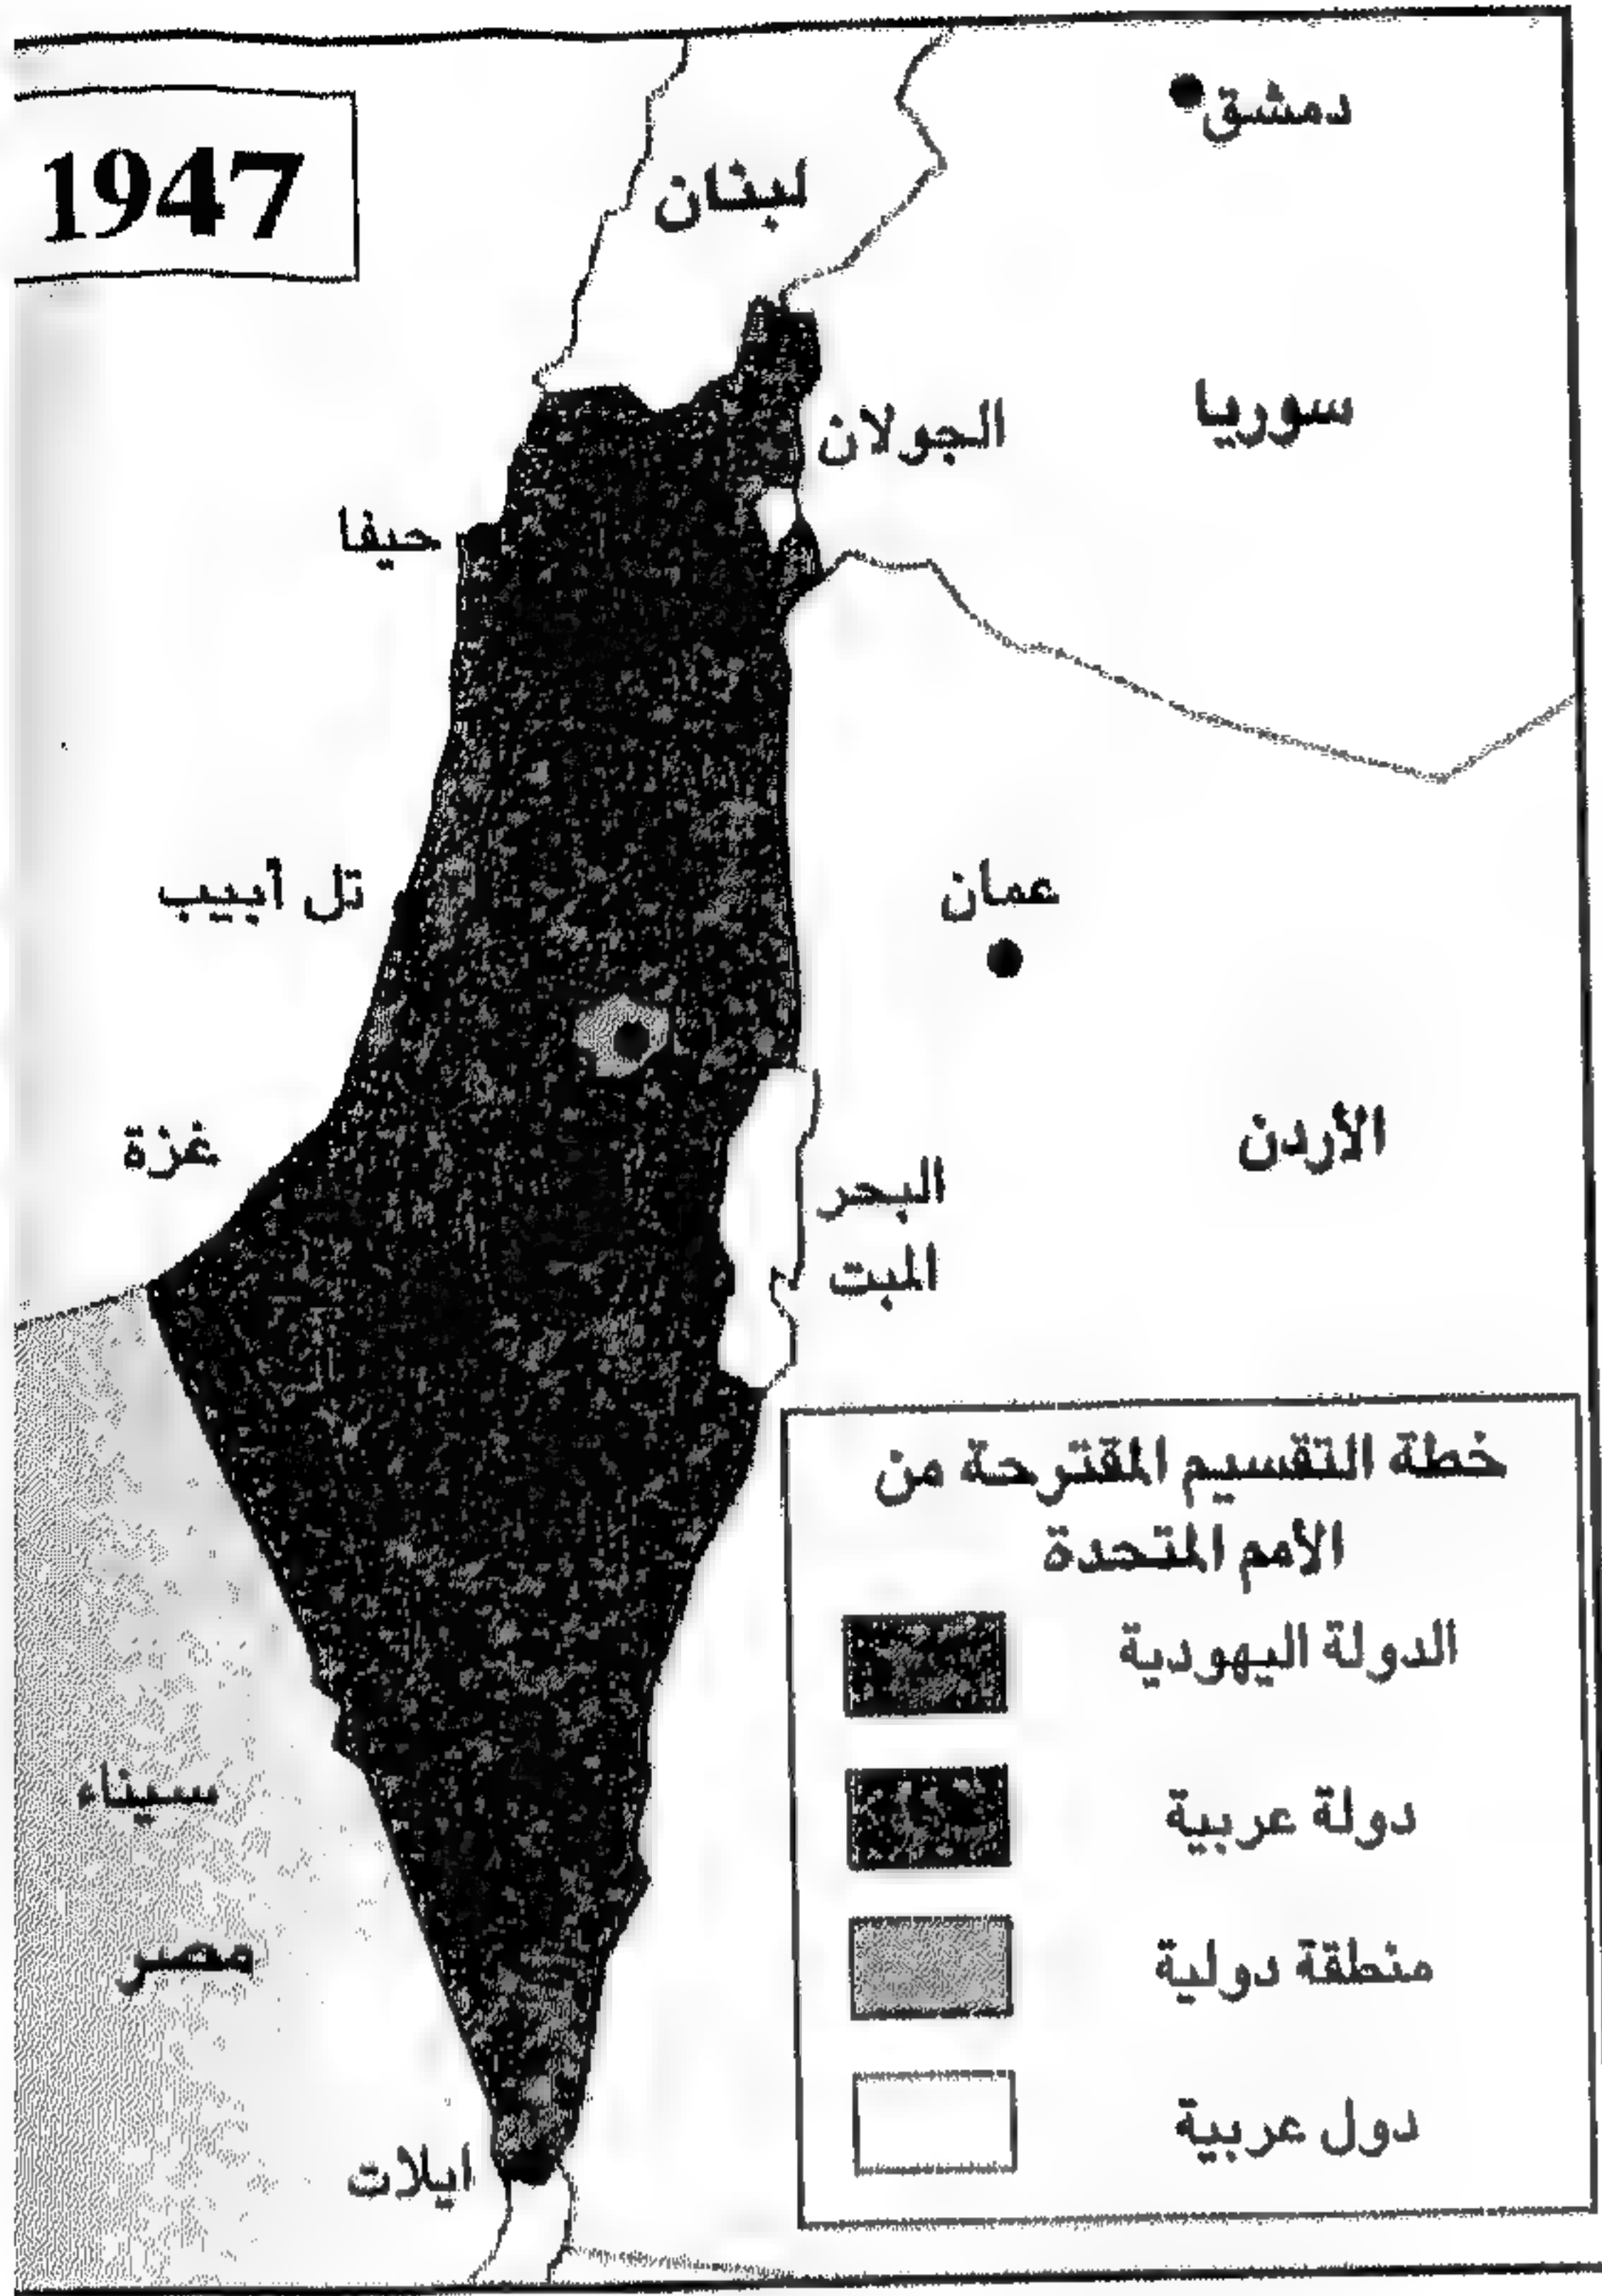 1947
دمشق
لبنان
سوريا
الجولان
حيفا
تل أبيب
عمان
غزة
الأردن
البحر
المبت
خطة التقسيم المقترحة من
الأمم المتحدة
الدولة اليهودية
دولة عربية
منطقة دولية
دول عربية
سيناء
مصر
ايلات